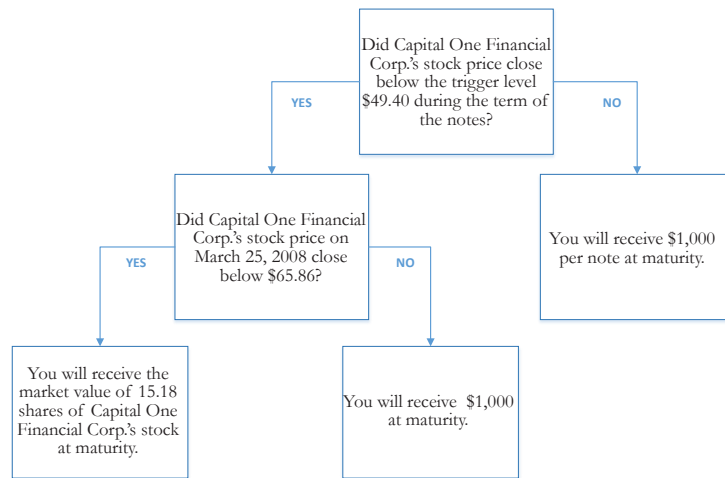 Did Capital One Financial
Corp.'s stock price close
below the trigger level
$49.40 during the term of
the notes?
YES
NO
Did Capital One Financial
Corp.'s stock price on
March 25, 2008 close
below $65.86?
You will receive $1,000
per note at maturity.
YES
NO
You will receive the
market value of 15.18
shares of Capital One
Financial Corp.'s stock
at maturity.
You will receive $1,000
at maturity.